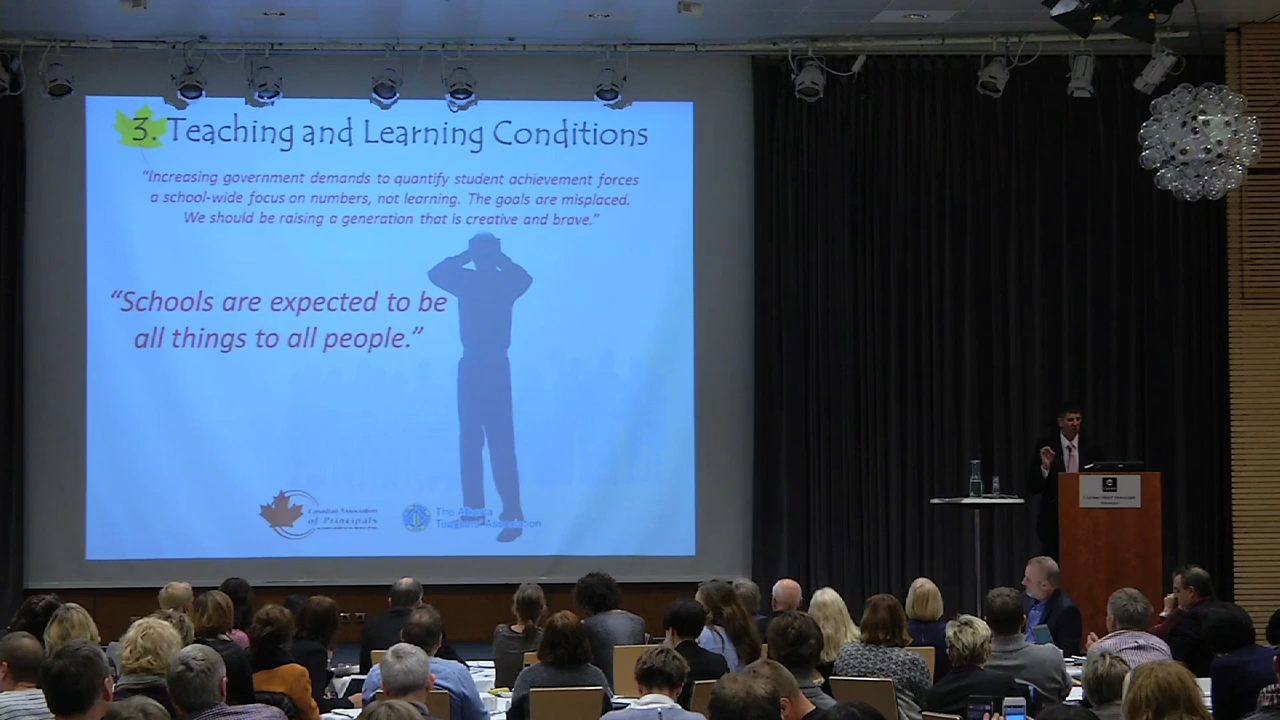 3. Teaching and Learning Conditions
"Increasing government demands to quantify student achievement forces
a school-wide focus on numbers, not learning. The goals are misplaced.
We should be raising a generation that is creative and brave."
"Schools are expected to be
all things to all people."
Canadian Association
of Principals
The Alberta
Teachers' Association